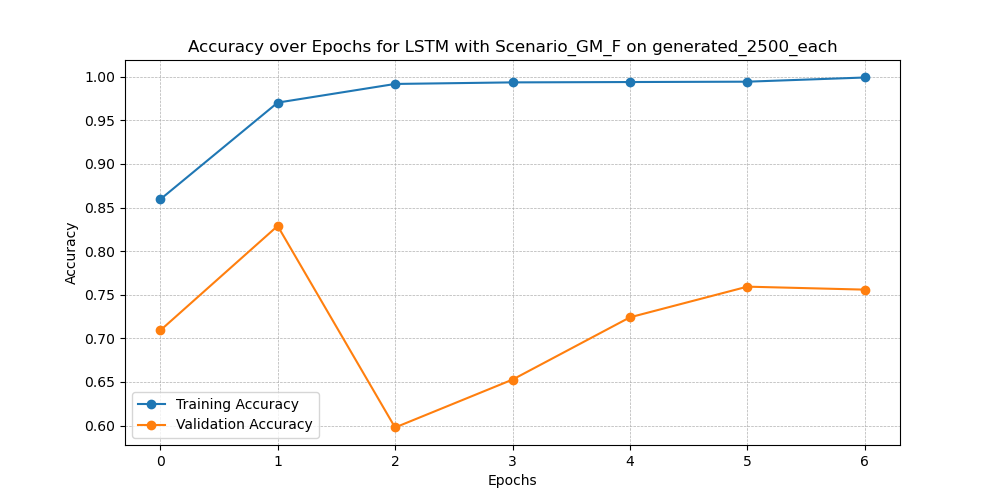 Accuracy over Epochs for LSTM with Scenario_GM_F on generated_2500_each
1.00
0.95
0.90
0.85
0.80
0.75
0.70
0.65
0.60
Accuracy
Training Accuracy
Validation Accuracy
0 1 2 3 4 5 6
Epochs